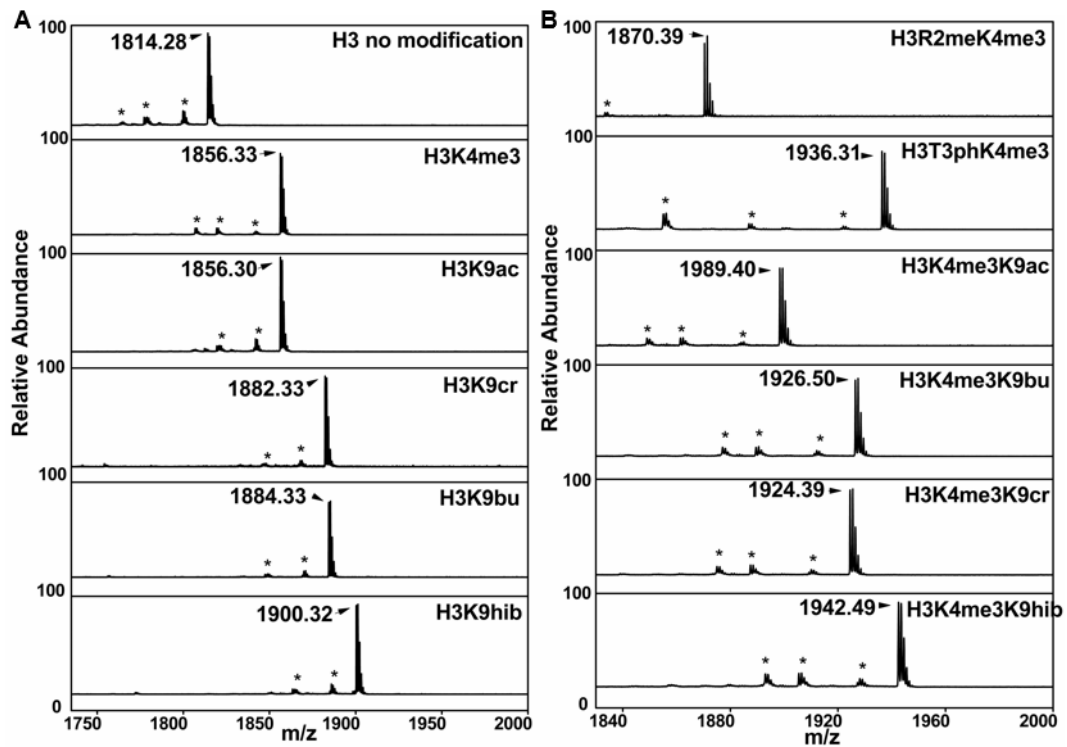 A
Relative Abundance
100
1814.28
H3 no modification
* * *
100
1856.33
H3K4me3
* * *
100
1856.30
H3K9ac
* *
100
1882.33
H3K9cr
* *
100
1884.33
H3K9bu
* *
100
1900.32
H3K9hib
* *
0
1750 1800 1850 1900 1950 2000
m/z
B
Relative Abundance
100
1870.39
H3R2meK4me3
*
100
1936.31
H3T3phK4me3
* * *
100
1989.40
H3K4me3K9ac
* * *
100
1926.50
H3K4me3K9bu
* * *
100
1924.39
H3K4me3K9cr
* * *
100
1942.49
H3K4me3K9hib
* * *
0
1840 1880 1920 1960 2000
m/z